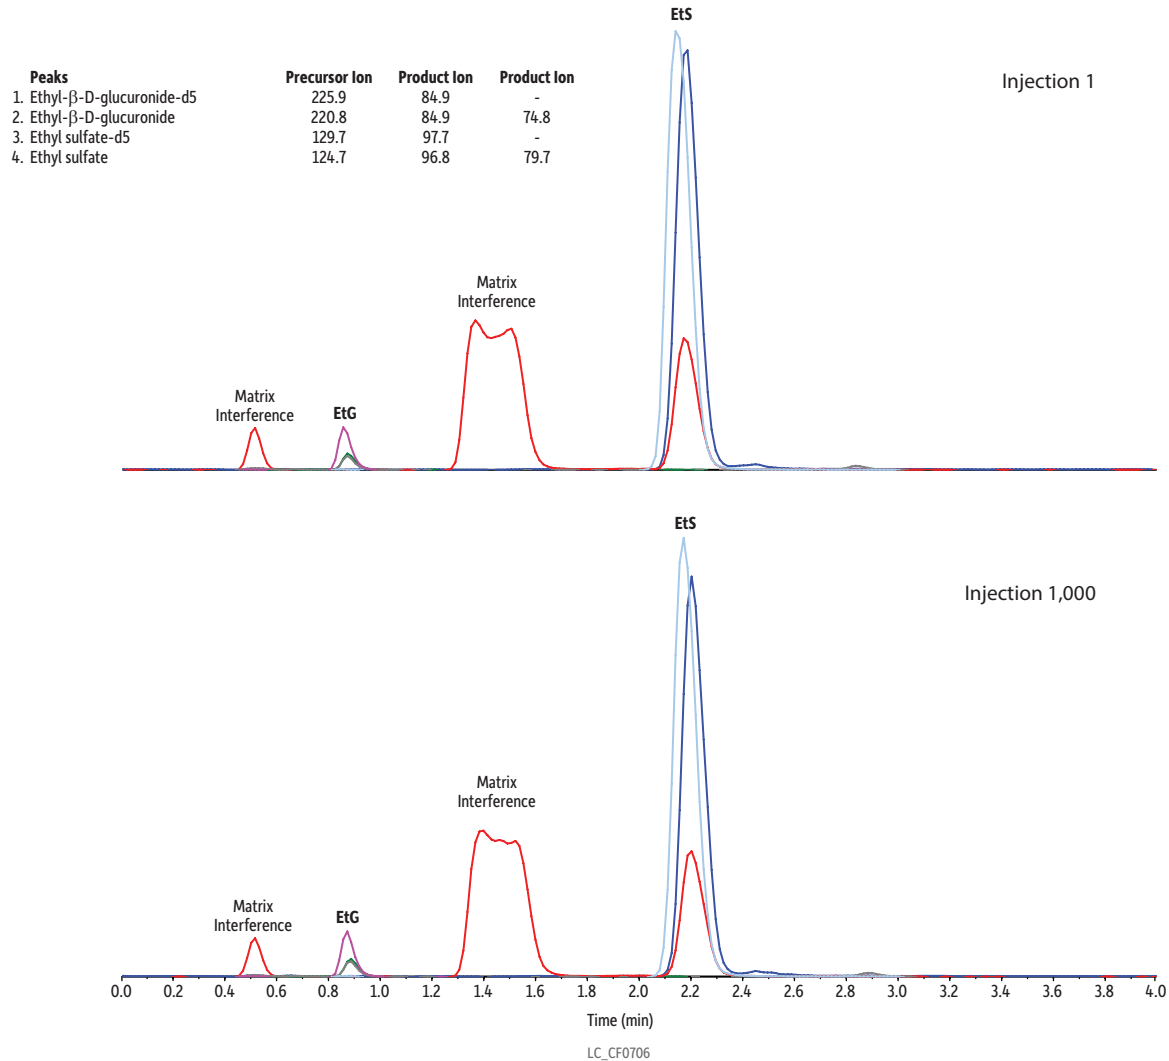 EtS
Injection 1
Peaks Precursor Ion Product Ion Product Ion
1. Ethyl-β-D-glucuronide-d5 225.9 84.9 -
2. Ethyl-β-D-glucuronide 220.8 84.9 74.8
3. Ethyl sulfate-d5 129.7 97.7 -
4. Ethyl sulfate 124.7 96.8 79.7
Matrix
Interference
Matrix
Interference
EtG
EtS
Injection 1,000
Matrix
Interference
Matrix
Interference
EtG
0.0 0.2 0.4 0.6 0.8 1.0 1.2 1.4 1.6 1.8 2.0 2.2 2.4 2.6 2.8 3.0 3.2 3.4 3.6 3.8 4.0
Time (min)
LC_CF0706